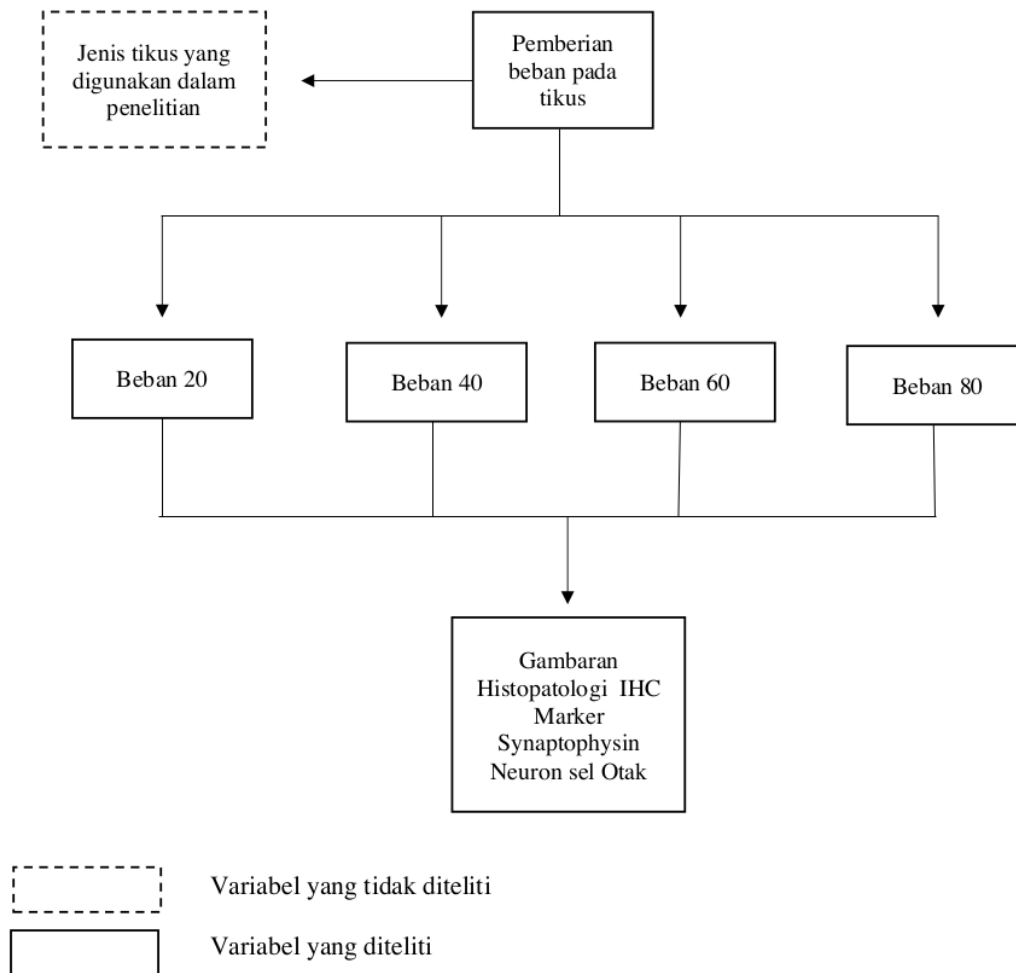 Jenis tikus yang
digunakan dalam
penelitian
Pemberian
beban pada
tikus
Beban 20
Beban 40
Beban 60
Beban 80
Gambaran
Histopatologi IHC
Marker
Synaptophysin
Neuron sel Otak
Variabel yang tidak diteliti
Variabel yang diteliti